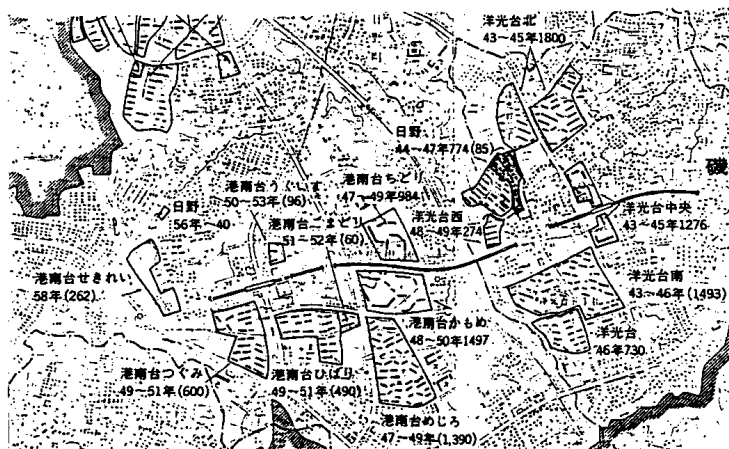 洋光台北
43〜45年1800
日野
44〜47年774(85)
磯
港南台ちどり
47〜49年984
港南台うぐいす
50〜53年(96)
日野
56年〜40
港南台こまどり
51〜52年(60)
洋光台西
48〜49年274
洋光台中央
43〜45年1276
港南台せきれい
58年(262)
洋光台南
43〜46年(1493)
港南台かもめ
48〜50年1497
洋光台
46年730
港南台つぐみ
49〜51年(600)
港南台ひばり
49〜51年(490)
港南台めじろ
47〜49年(1,390)